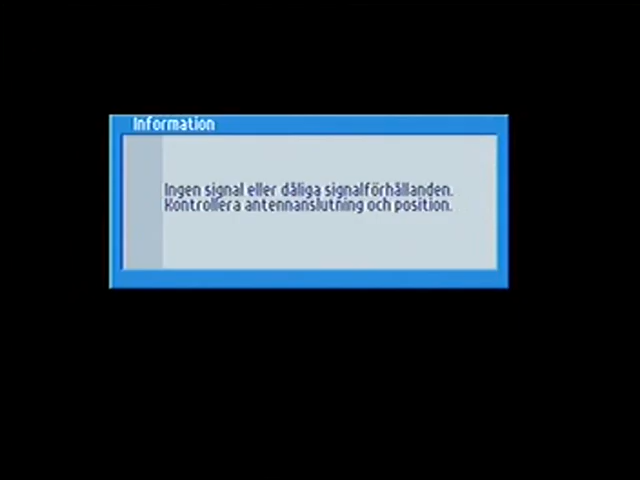 Information
Ingen signal eller dåliga signalförhållanden.
Kontrollera antennanslutning och position.